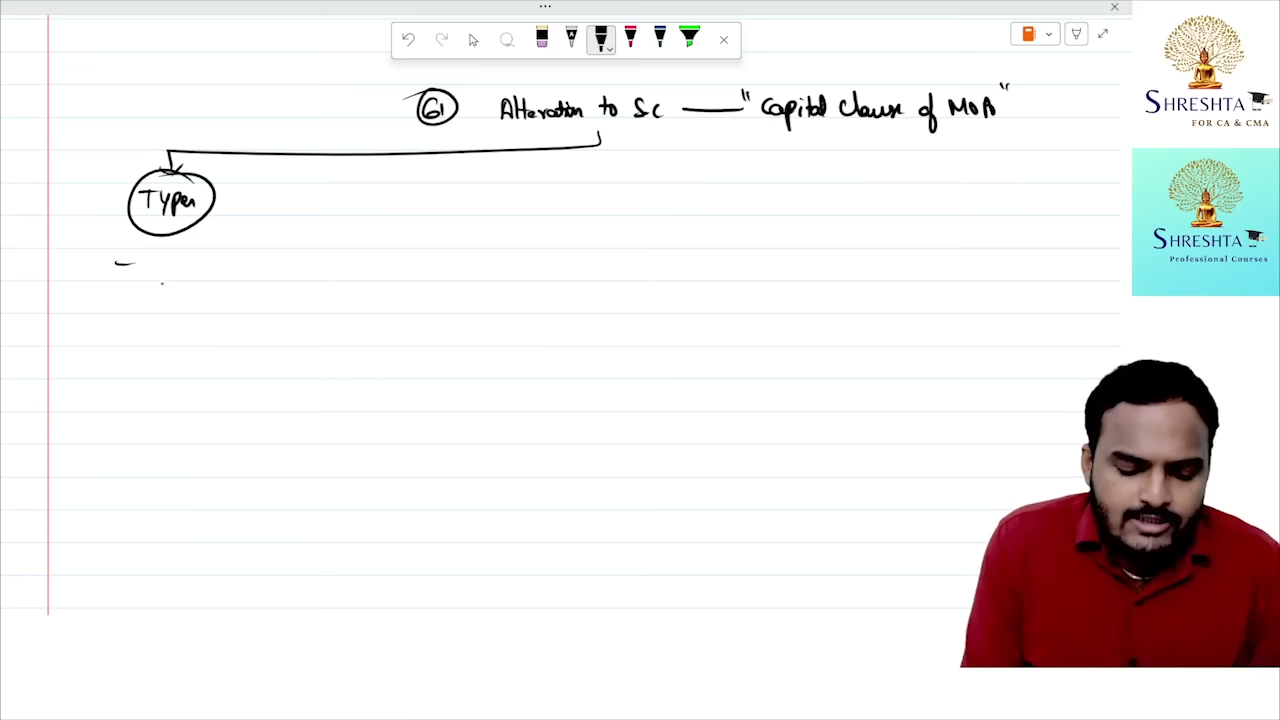 61 Alteration to SC — "Capital Clause of MOA"
Types
SHRESHTA
FOR CA & CMA
SHRESHTA
Professional Courses